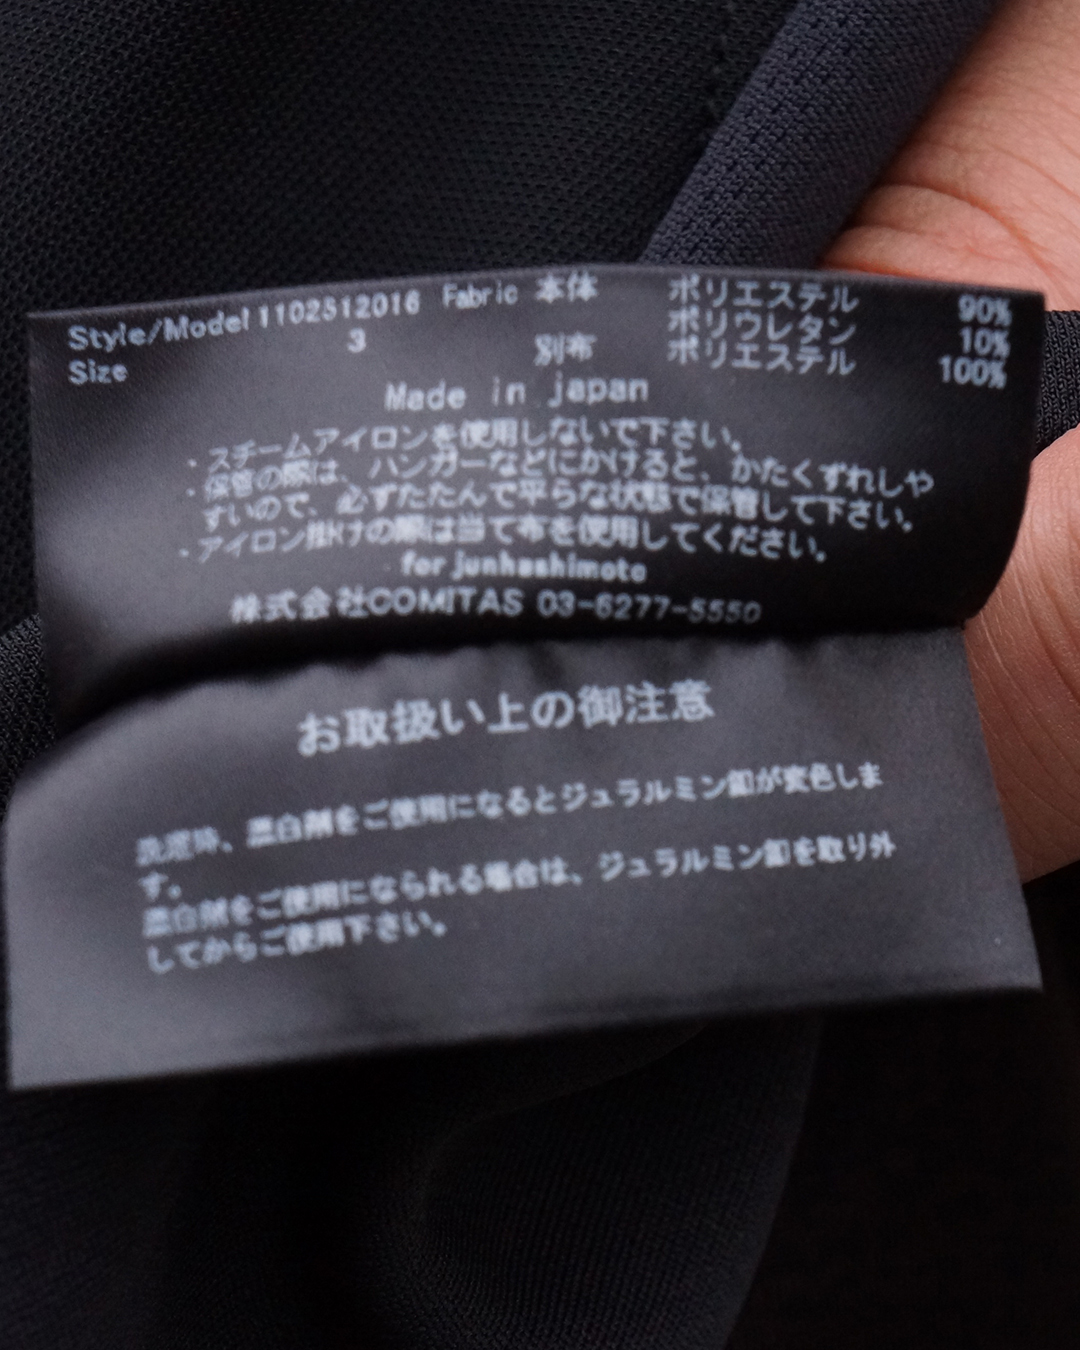 Style/Model 1102512016 Fabric 本体 ポリエステル 90%
ポリウレタン 10%
Size 3 別布 ポリエステル 100%
Made in japan
・スチームアイロンを使用しないで下さい。
・保管の際は、ハンガーなどにかけると、かたくずれしや
すいので、必ずたたんで平らな状態で保管して下さい。
・アイロン掛けの際は当て布を使用してください。
for junhashimoto
株式会社COMITAS 03-6277-5550
お取扱い上の御注意
洗濯時、漂白剤をご使用になるとジュラルミン釦が変色しま
す。
漂白剤をご使用になられる場合は、ジュラルミン釦を取り外
してからご使用下さい。